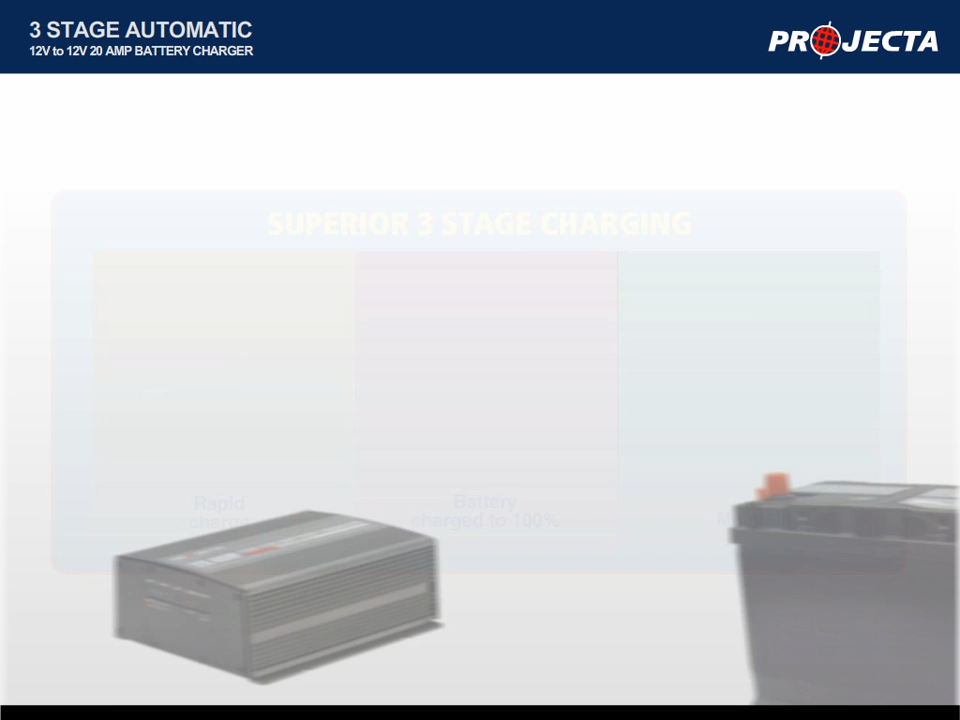 3 STAGE AUTOMATIC
12V to 12V 20 AMP BATTERY CHARGER
PROJECTA
SUPERIOR 3 STAGE CHARGING
Rapid
charge
Battery
charged to 100%